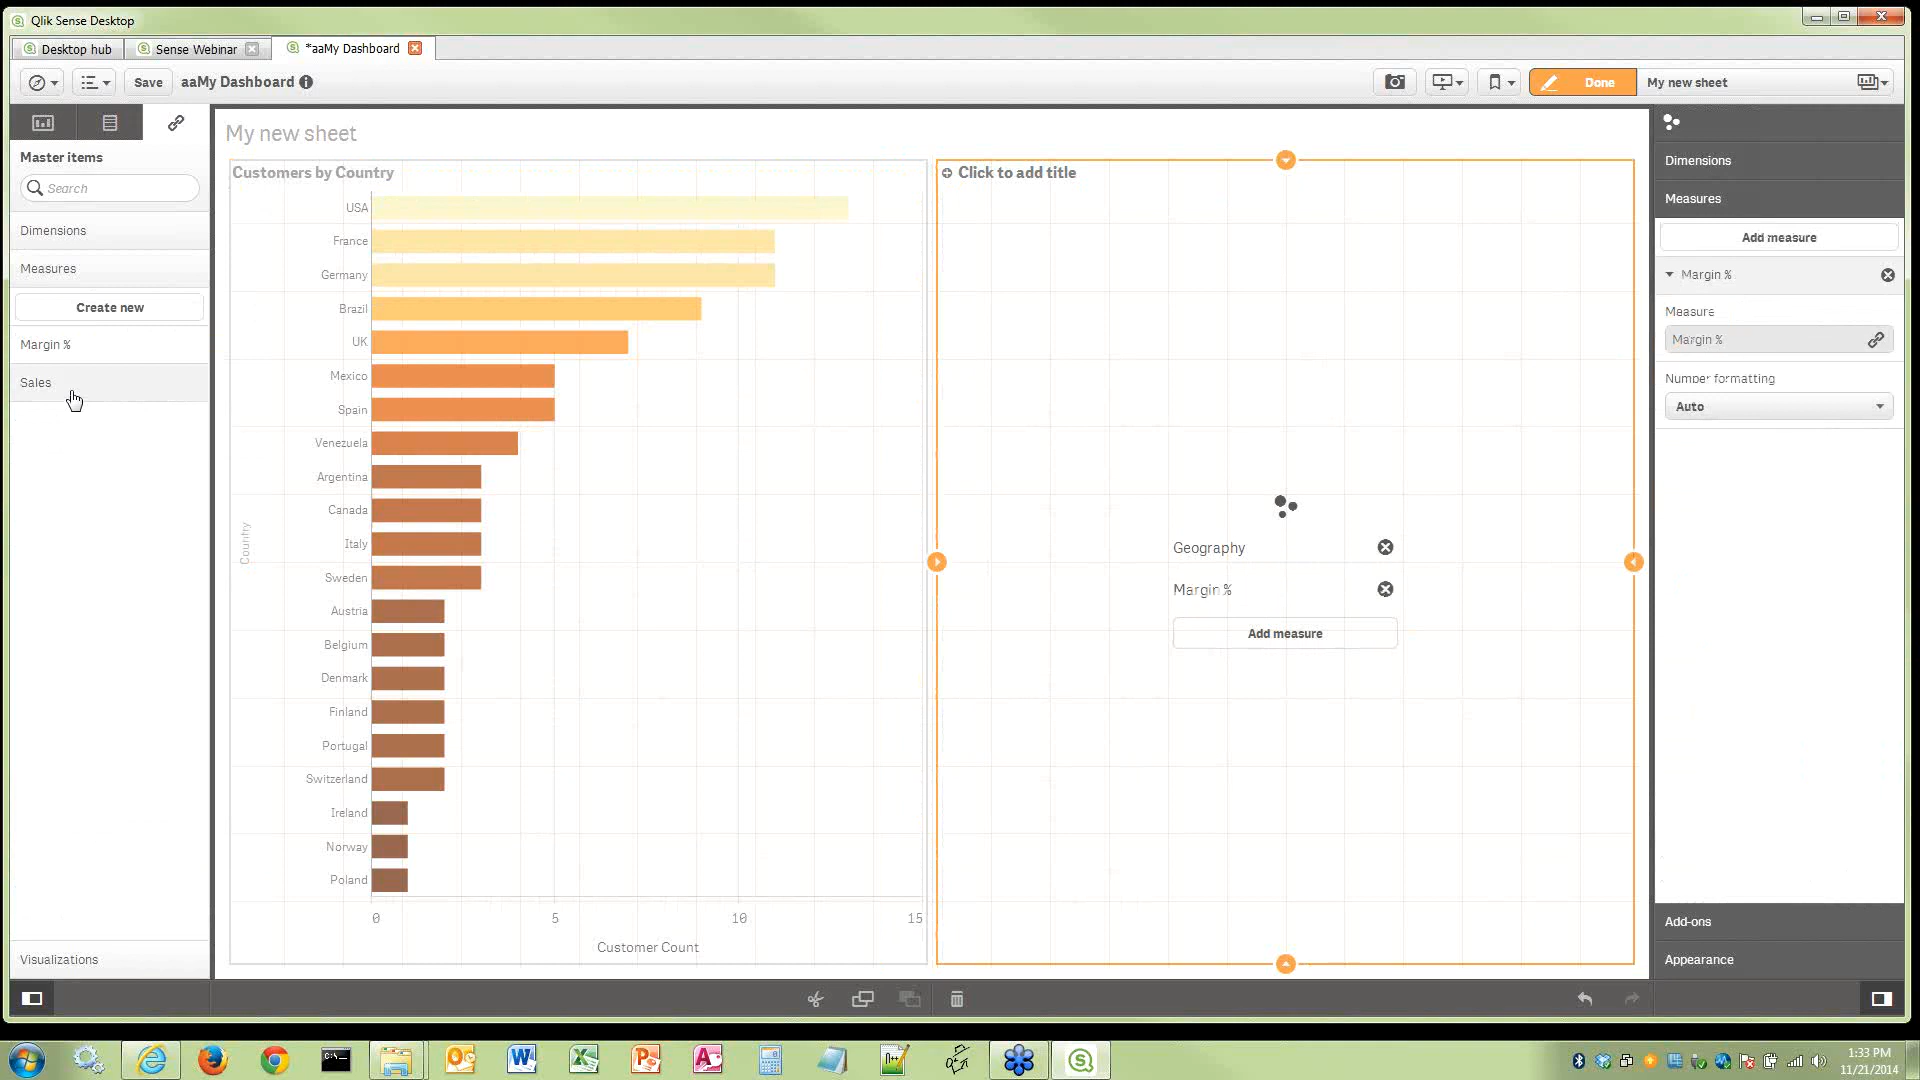 Qlik Sense Desktop
Desktop hub
Sense Webinar
*aaMy Dashboard
Save
aaMy Dashboard
Done
My new sheet
Master items
Search
Dimensions
Measures
Create new
Margin %
Sales
Visualizations
My new sheet
Customers by Country
USA
France
Germany
Brazil
UK
Mexico
Spain
Venezuela
Argentina
Canada
Italy
Sweden
Austria
Belgium
Denmark
Finland
Portugal
Switzerland
Ireland
Norway
Poland
Country
0 5 10 15
Customer Count
Click to add title
Geography
Margin %
Add measure
Dimensions
Measures
Add measure
Margin %
Measure
Margin %
Number formatting
Auto
Add-ons
Appearance
1:33 PM
11/21/2014